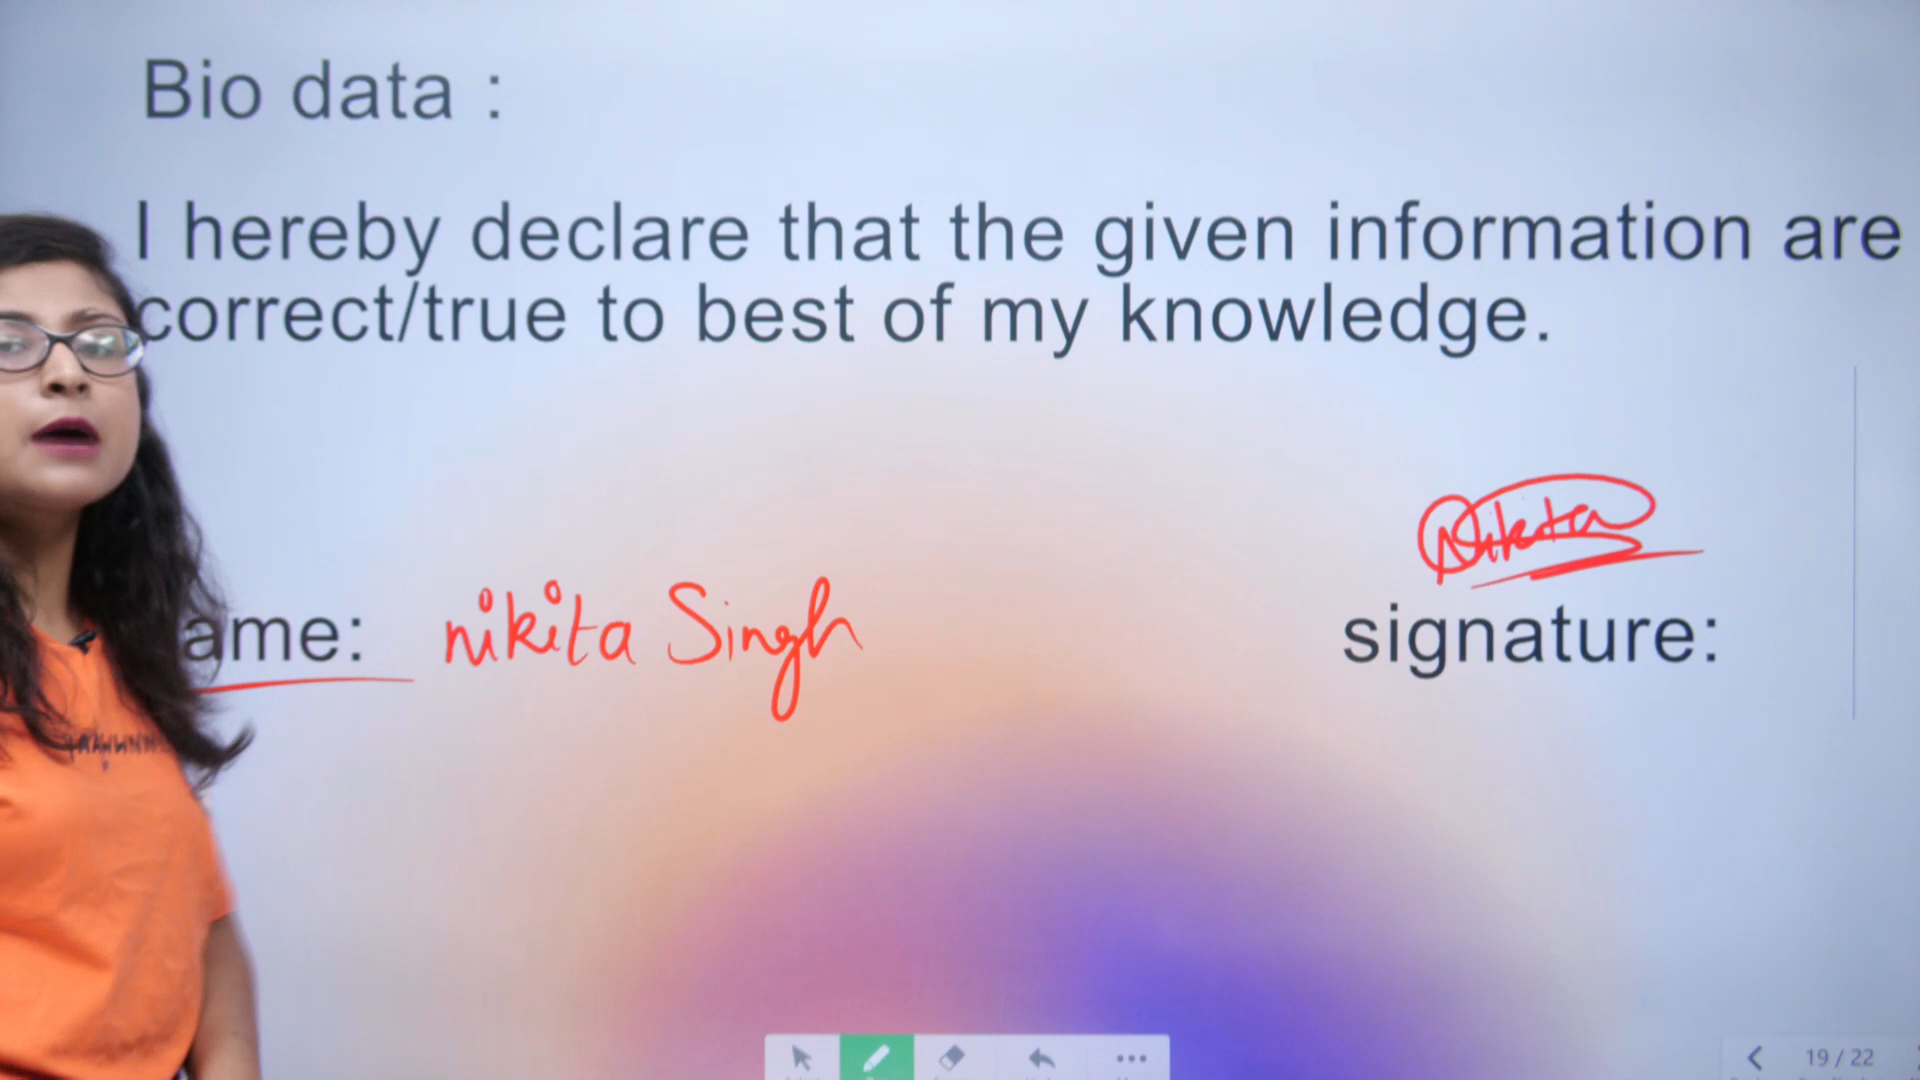 Bio data :
I hereby declare that the given information are
correct/true to best of my knowledge.
Nikita
ame: nikita Singh
signature:
19 / 22